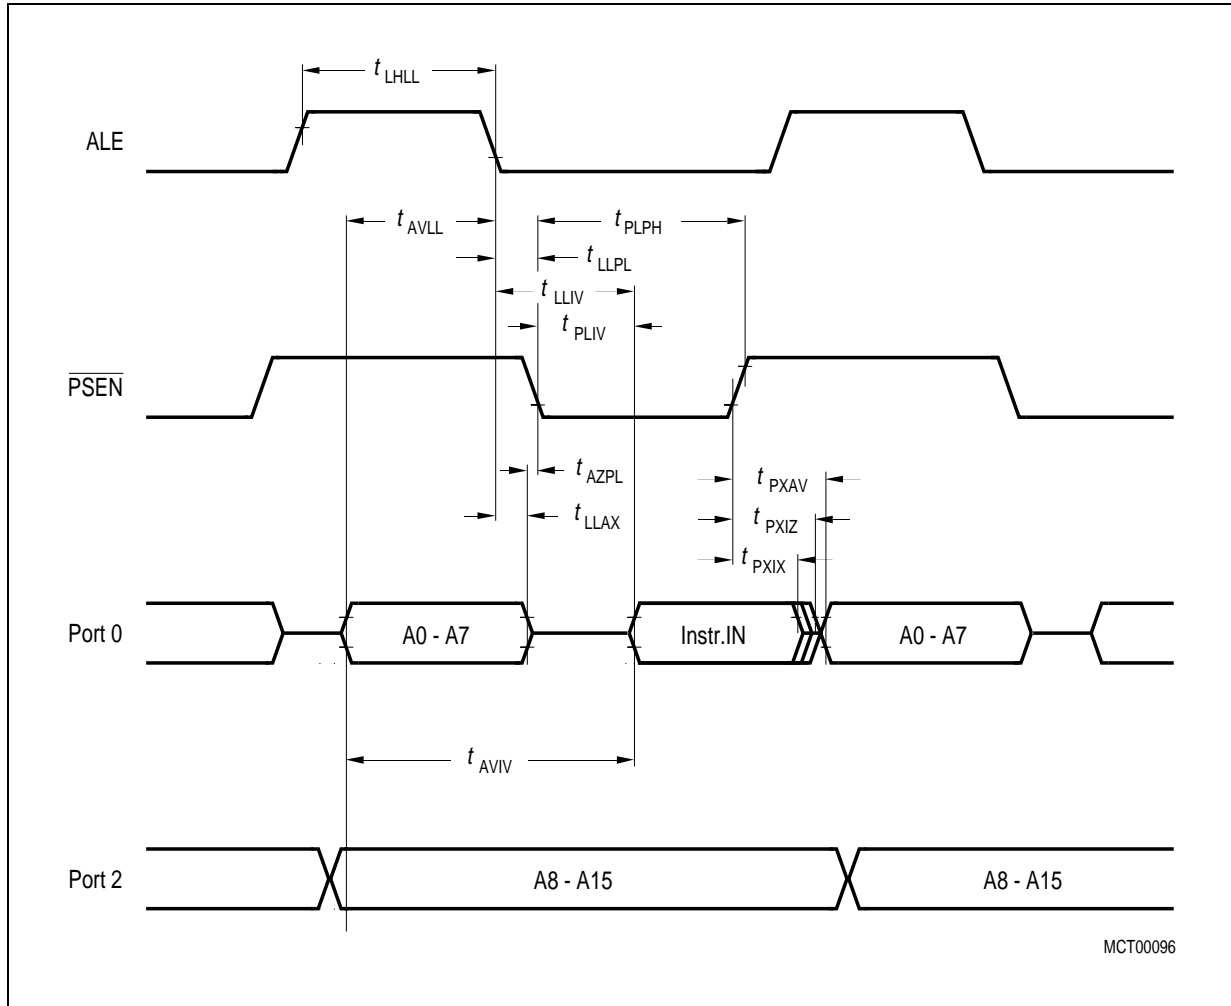 t LHLL
ALE
t AVLL
t PLPH
t LLPL
t LLIV
t PLIV
PSEN
t AZPL
t PXAV
t LLAX
t PXIZ
t PXIX
Port 0
A0 - A7
Instr.IN
A0 - A7
t AVIV
Port 2
A8 - A15
A8 - A15
MCT00096